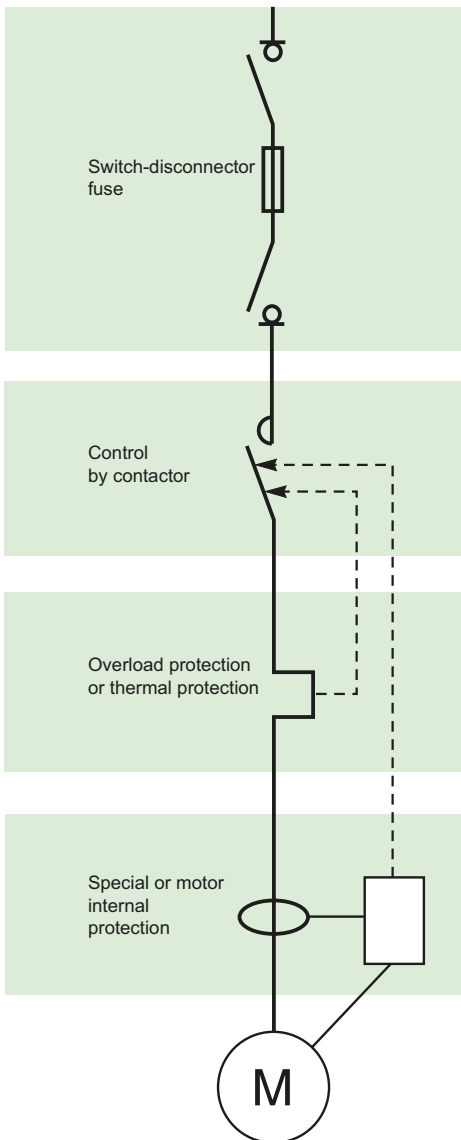 Switch-disconnector
fuse
Control
by contactor
Overload protection
or thermal protection
Special or motor
internal
protection
M